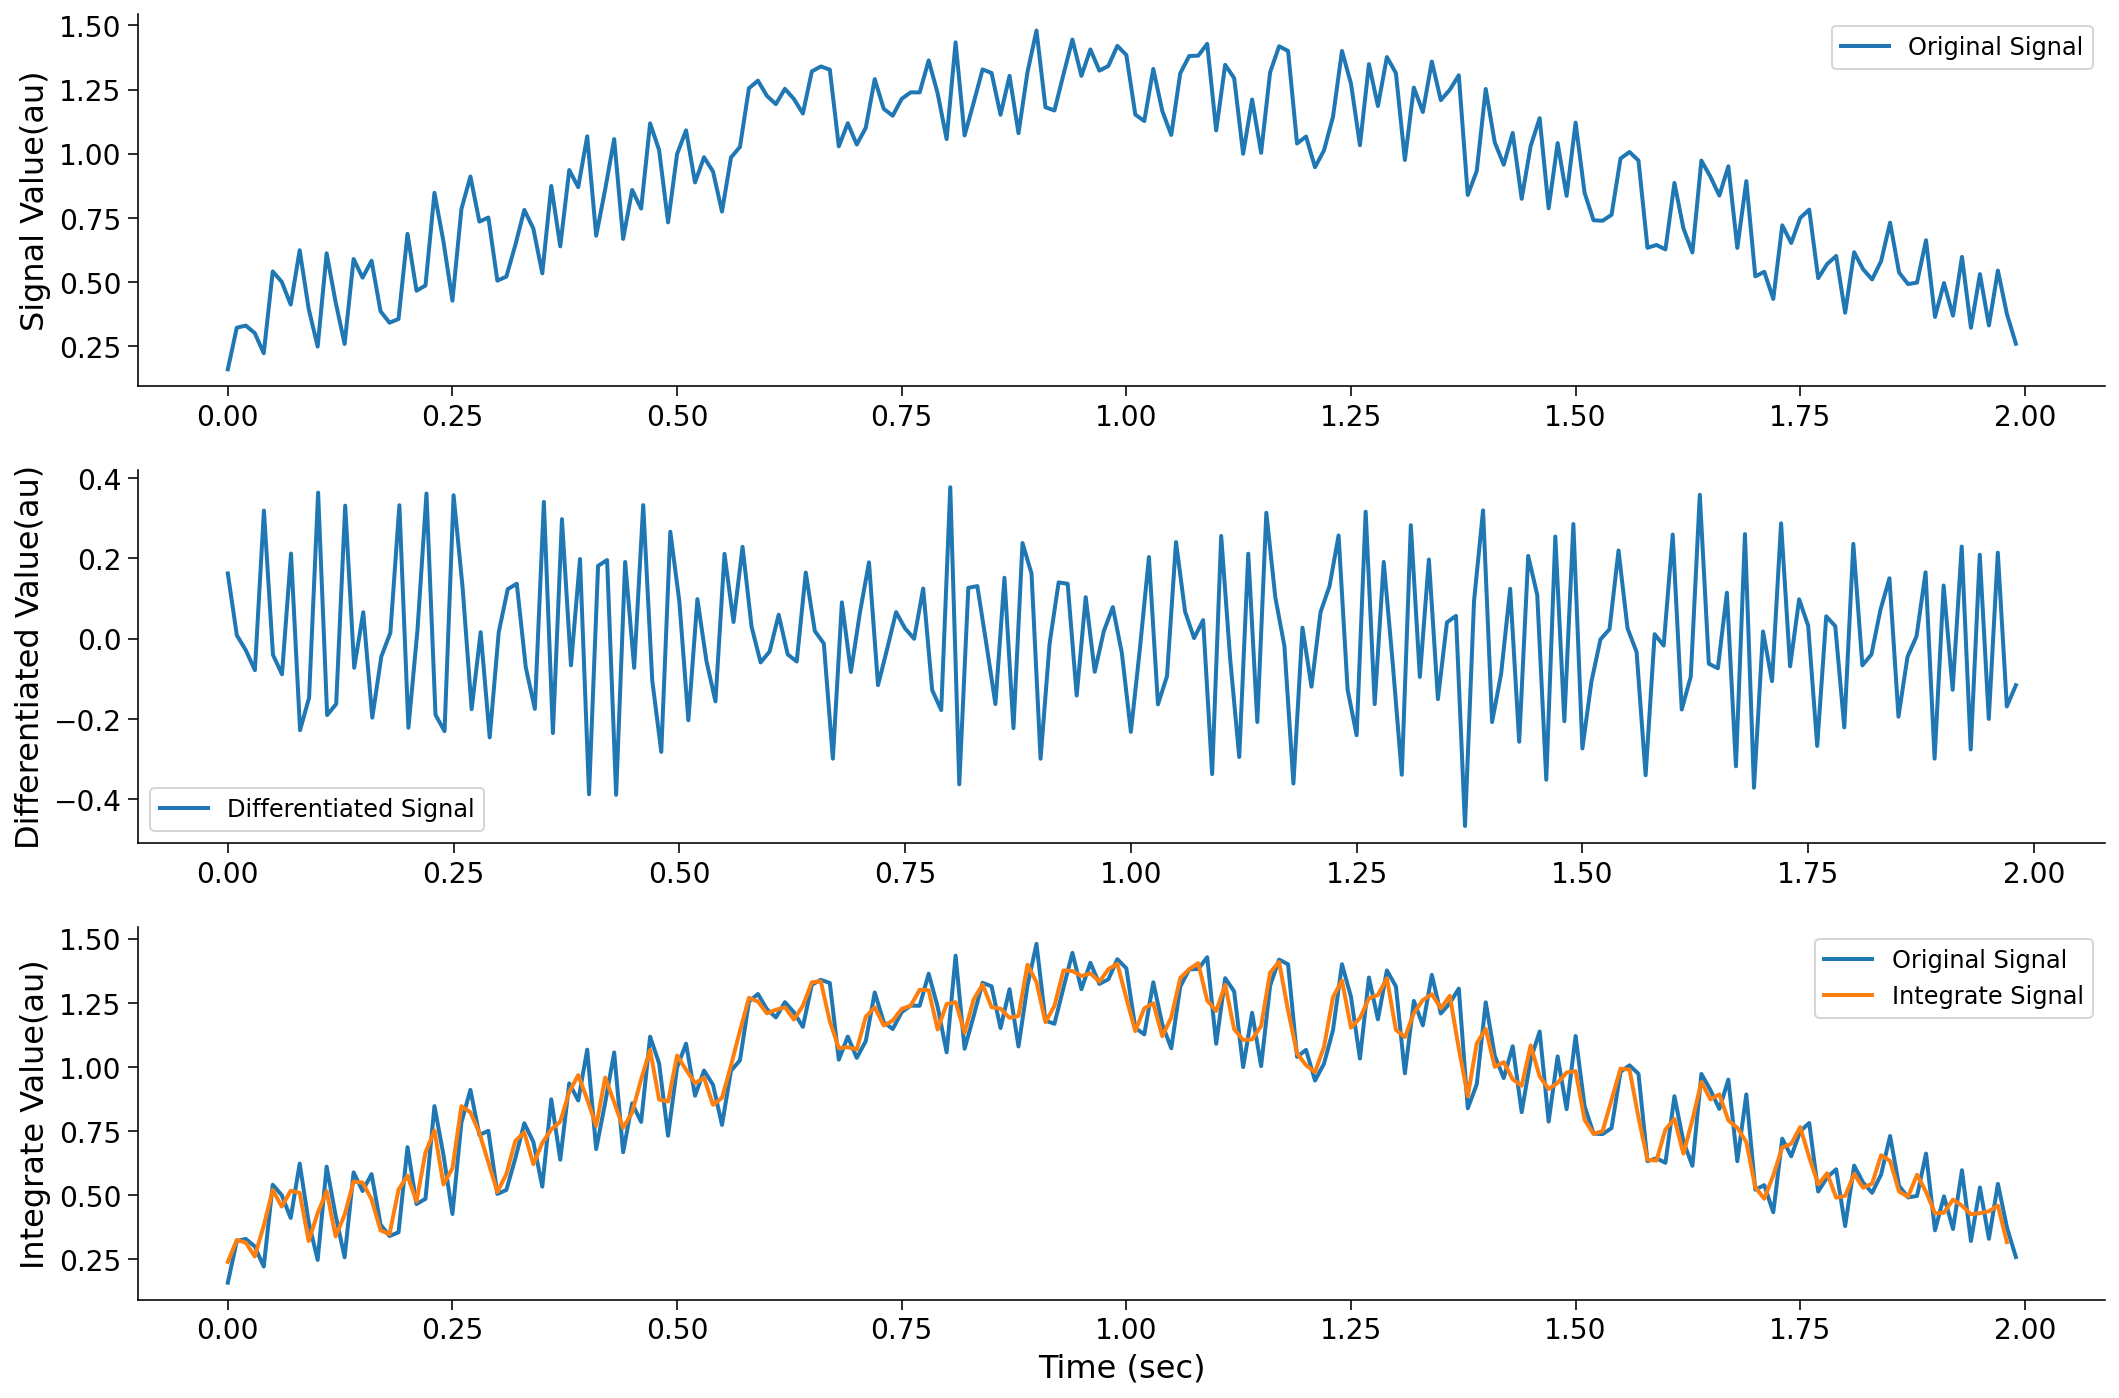 Signal Value(au)
1.50
1.25
1.00
0.75
0.50
0.25
Original Signal
0.00 0.25 0.50 0.75 1.00 1.25 1.50 1.75 2.00
Differentiated Value(au)
0.4
0.2
0.0
−0.2
−0.4
Differentiated Signal
0.00 0.25 0.50 0.75 1.00 1.25 1.50 1.75 2.00
Integrate Value(au)
1.50
1.25
1.00
0.75
0.50
0.25
Original Signal
Integrate Signal
0.00 0.25 0.50 0.75 1.00 1.25 1.50 1.75 2.00
Time (sec)